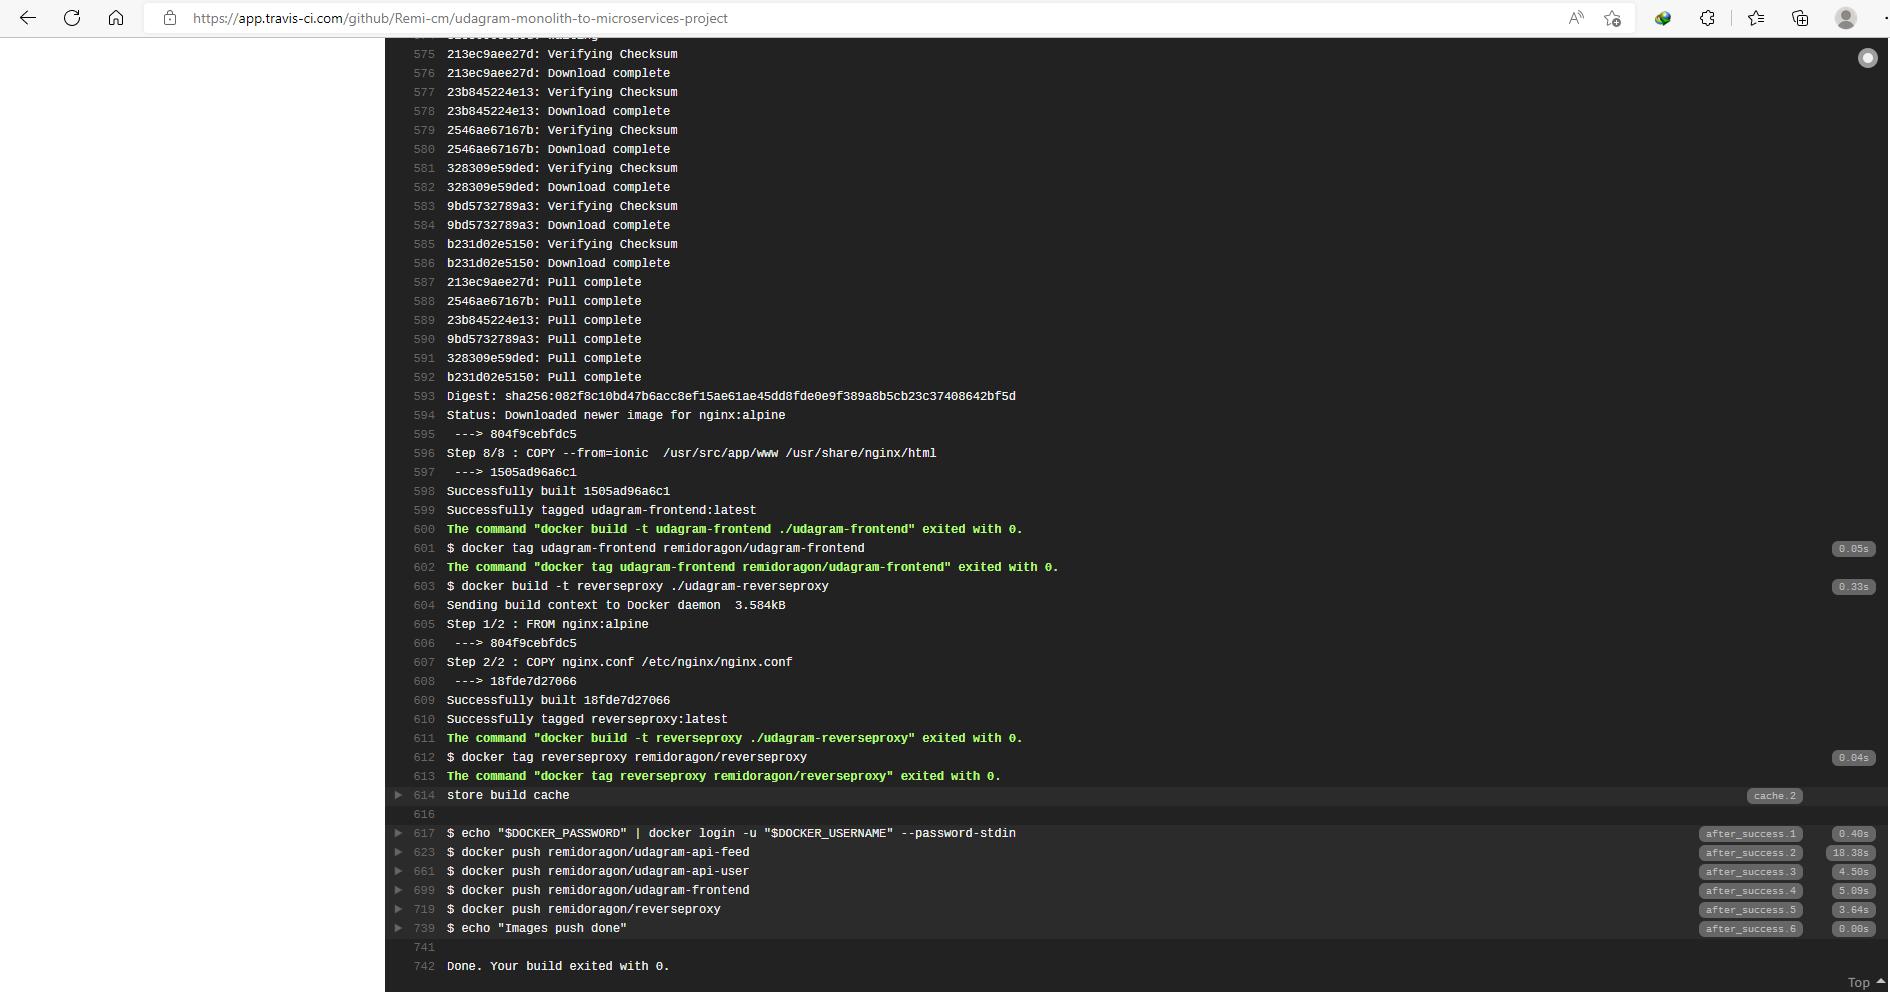 https://app.travis-ci.com/github/Remi-cm/udagram-monolith-to-microservices-project
575 213ec9aee27d: Verifying Checksum
576 213ec9aee27d: Download complete
577 23b845224e13: Verifying Checksum
578 23b845224e13: Download complete
579 2546ae67167b: Verifying Checksum
580 2546ae67167b: Download complete
581 328309e59ded: Verifying Checksum
582 328309e59ded: Download complete
583 9bd5732789a3: Verifying Checksum
584 9bd5732789a3: Download complete
585 b231d02e5150: Verifying Checksum
586 b231d02e5150: Download complete
587 213ec9aee27d: Pull complete
588 2546ae67167b: Pull complete
589 23b845224e13: Pull complete
590 9bd5732789a3: Pull complete
591 328309e59ded: Pull complete
592 b231d02e5150: Pull complete
593 Digest: sha256:082f8c10bd47b6acc8ef15ae61ae45dd8fde0e9f389a8b5cb23c37408642bf5d
594 Status: Downloaded newer image for nginx:alpine
595 ---> 804f9cebfdc5
596 Step 8/8 : COPY --from=ionic  /usr/src/app/www /usr/share/nginx/html
597 ---> 1505ad96a6c1
598 Successfully built 1505ad96a6c1
599 Successfully tagged udagram-frontend:latest
600 The command "docker build -t udagram-frontend ./udagram-frontend" exited with 0.
601 $ docker tag udagram-frontend remidoragon/udagram-frontend 0.05s
602 The command "docker tag udagram-frontend remidoragon/udagram-frontend" exited with 0.
603 $ docker build -t reverseproxy ./udagram-reverseproxy 0.33s
604 Sending build context to Docker daemon  3.584kB
605 Step 1/2 : FROM nginx:alpine
606 ---> 804f9cebfdc5
607 Step 2/2 : COPY nginx.conf /etc/nginx/nginx.conf
608 ---> 18fde7d27066
609 Successfully built 18fde7d27066
610 Successfully tagged reverseproxy:latest
611 The command "docker build -t reverseproxy ./udagram-reverseproxy" exited with 0.
612 $ docker tag reverseproxy remidoragon/reverseproxy 0.04s
613 The command "docker tag reverseproxy remidoragon/reverseproxy" exited with 0.
614 store build cache cache.2
616
617 $ echo "$DOCKER_PASSWORD" | docker login -u "$DOCKER_USERNAME" --password-stdin after_success.1 0.40s
623 $ docker push remidoragon/udagram-api-feed after_success.2 18.38s
661 $ docker push remidoragon/udagram-api-user after_success.3 4.50s
699 $ docker push remidoragon/udagram-frontend after_success.4 5.09s
719 $ docker push remidoragon/reverseproxy after_success.5 3.64s
739 $ echo "Images push done" after_success.6 0.00s
741
742 Done. Your build exited with 0.
Top